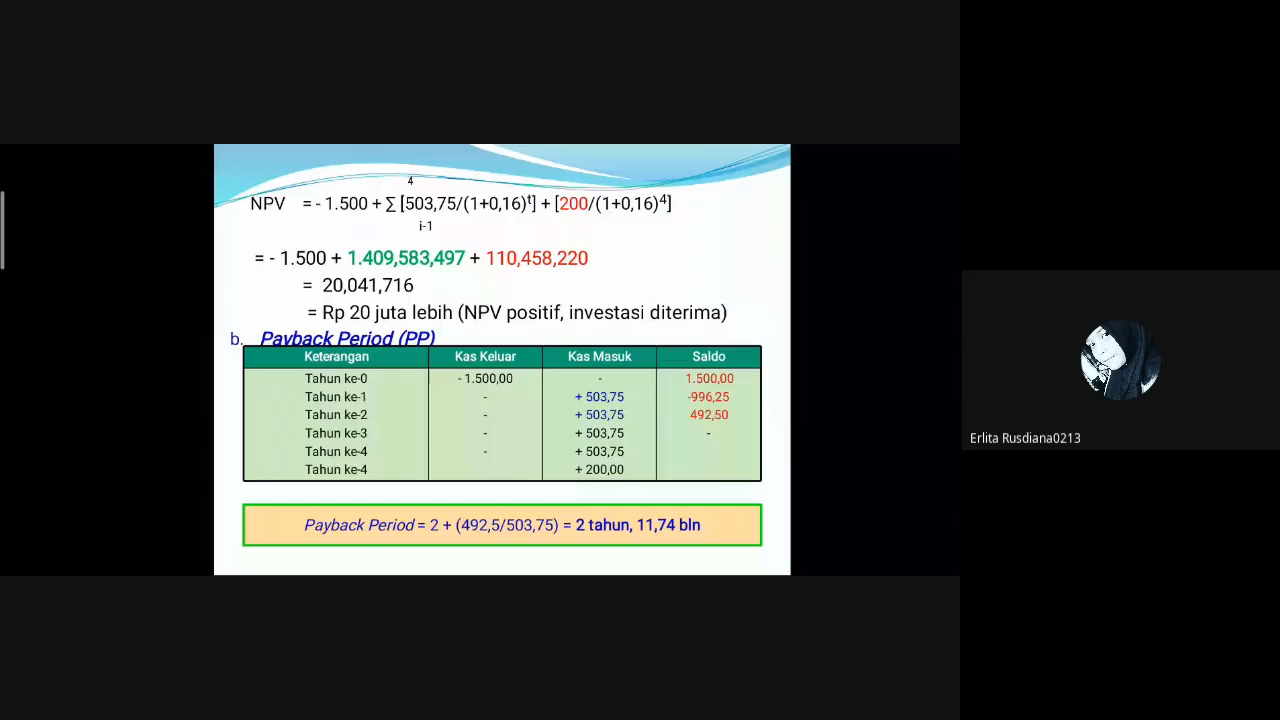 4
NPV = - 1.500 + ∑ [503,75/(1+0,16)ᵗ] + [200/(1+0,16)⁴]
i-1
= - 1.500 + 1.409,583,497 + 110,458,220
= 20,041,716
= Rp 20 juta lebih (NPV positif, investasi diterima)
b. Payback Period (PP)
Keterangan Kas Keluar Kas Masuk Saldo
Tahun ke-0 - 1.500,00 - 1.500,00
Tahun ke-1 - + 503,75 -996,25
Tahun ke-2 - + 503,75 492,50
Tahun ke-3 - + 503,75 -
Tahun ke-4 - + 503,75
Tahun ke-4 + 200,00
Payback Period = 2 + (492,5/503,75) = 2 tahun, 11,74 bln
Erlita Rusdiana0213